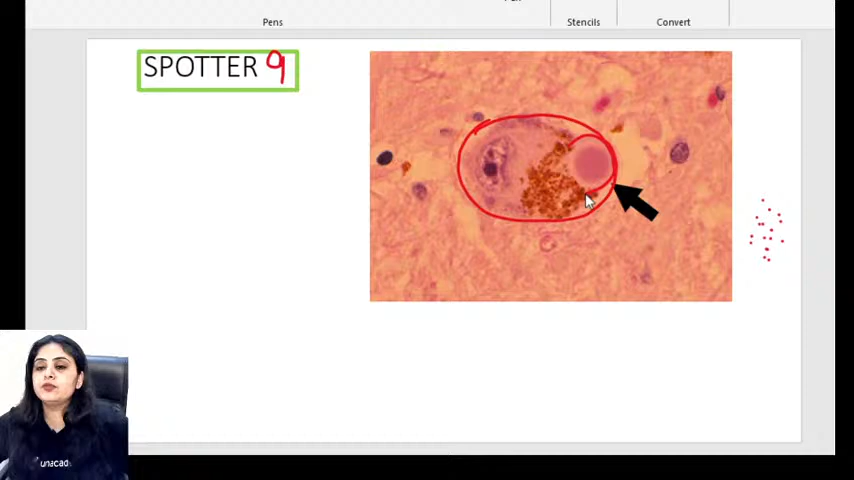 Pens
Stencils
Convert
SPOTTER 9
unacad